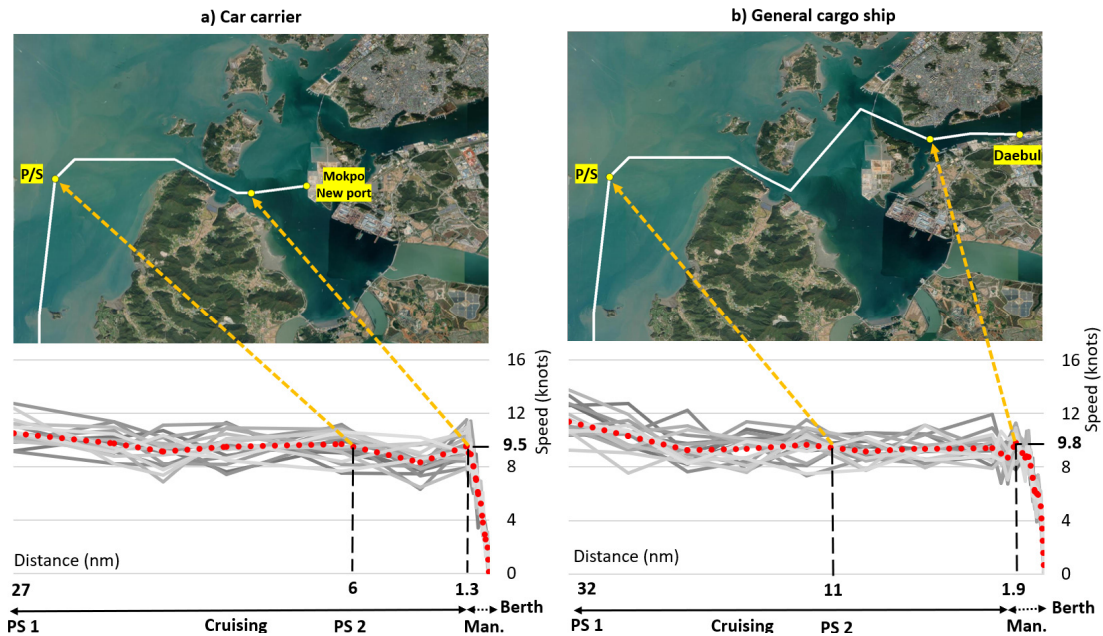 a) Car carrier
P/S
Mokpo
New port
16
12
9.5
8
4
0
Speed (knots)
Distance (nm)
27
6
1.3
Berth
PS 1
Cruising
PS 2
Man.
b) General cargo ship
P/S
Daebul
16
12
9.8
8
4
0
Speed (knots)
Distance (nm)
32
11
1.9
Berth
PS 1
Cruising
PS 2
Man.